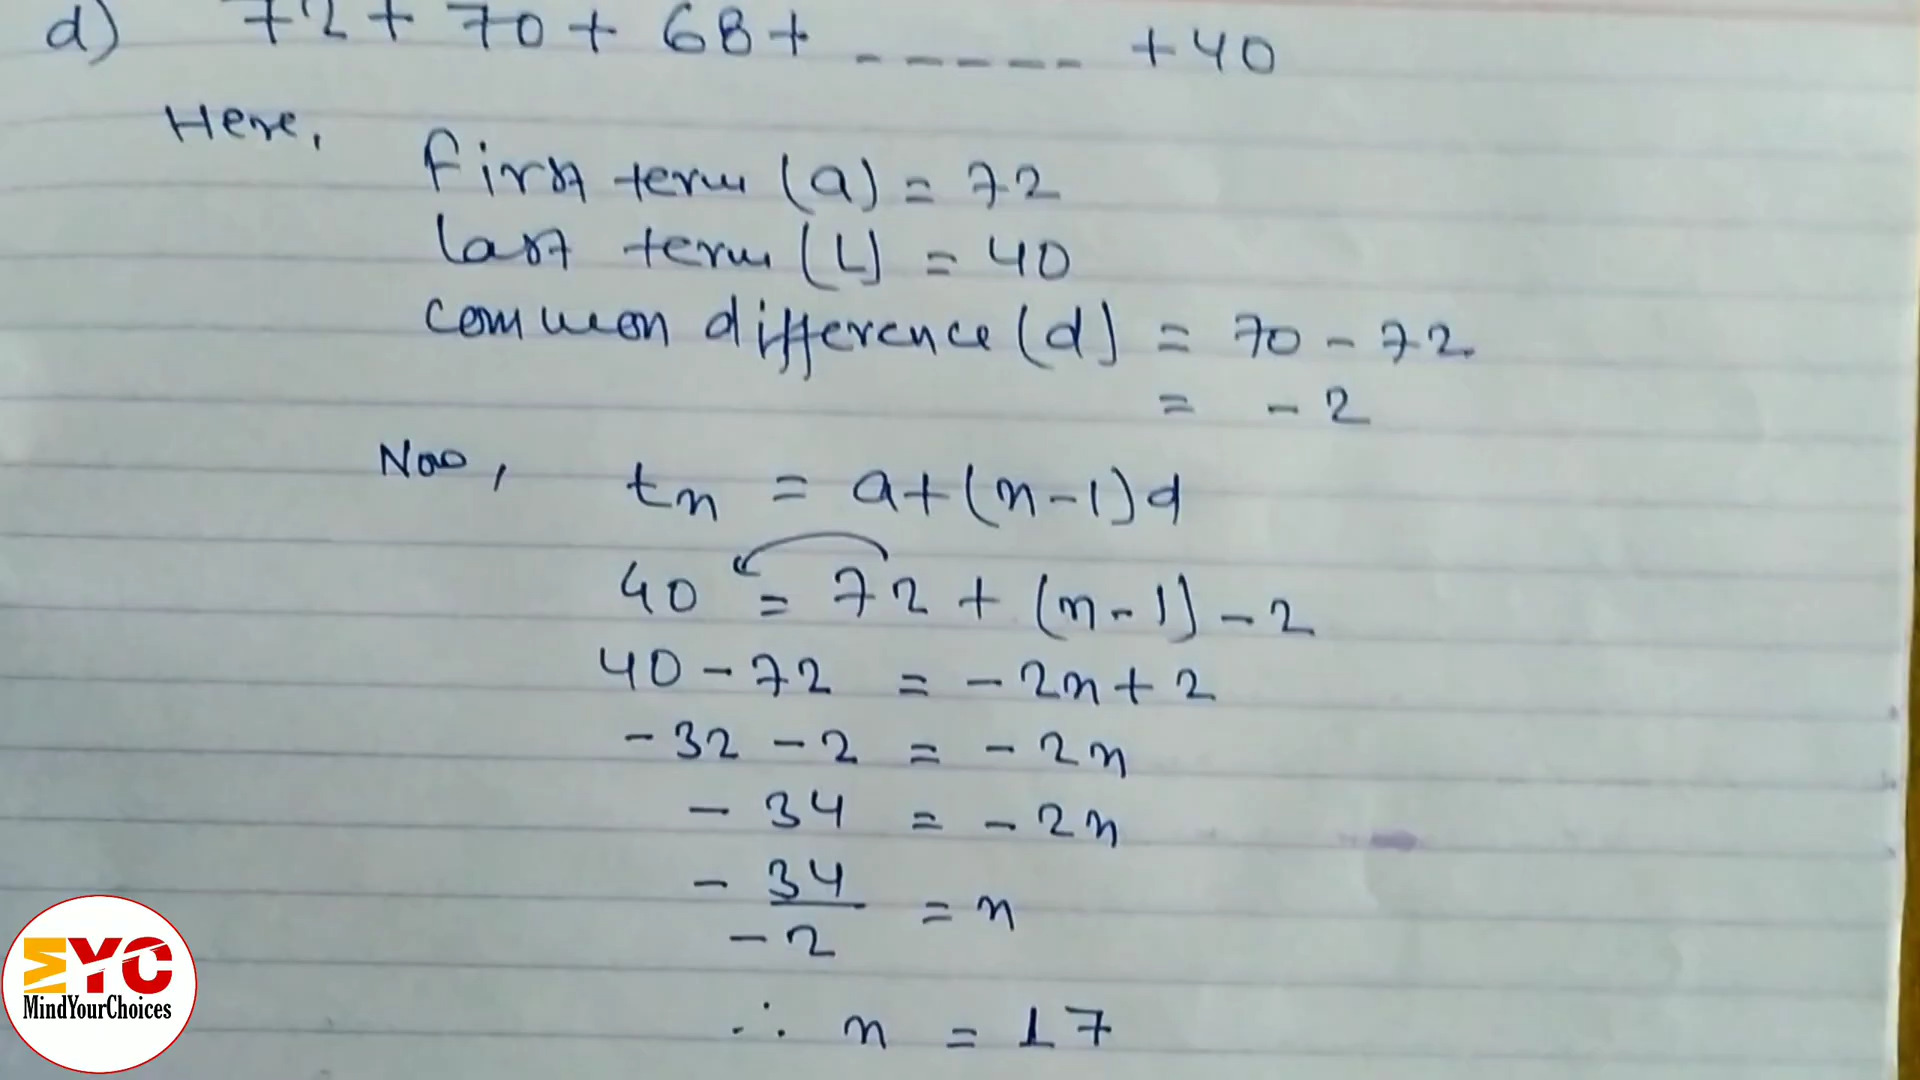 d) 72 + 70 + 68 + ----- + 40
Here,
first term (a) = 72
last term (L) = 40
common difference (d) = 70 - 72
= - 2
Now, tn = a + (n - 1) d
40 = 72 + (n - 1) - 2
40 - 72 = - 2n + 2
- 32 - 2 = - 2n
- 34 = - 2n
- 34 / - 2 = n
∴ n = 17
MYC
MindYourChoices